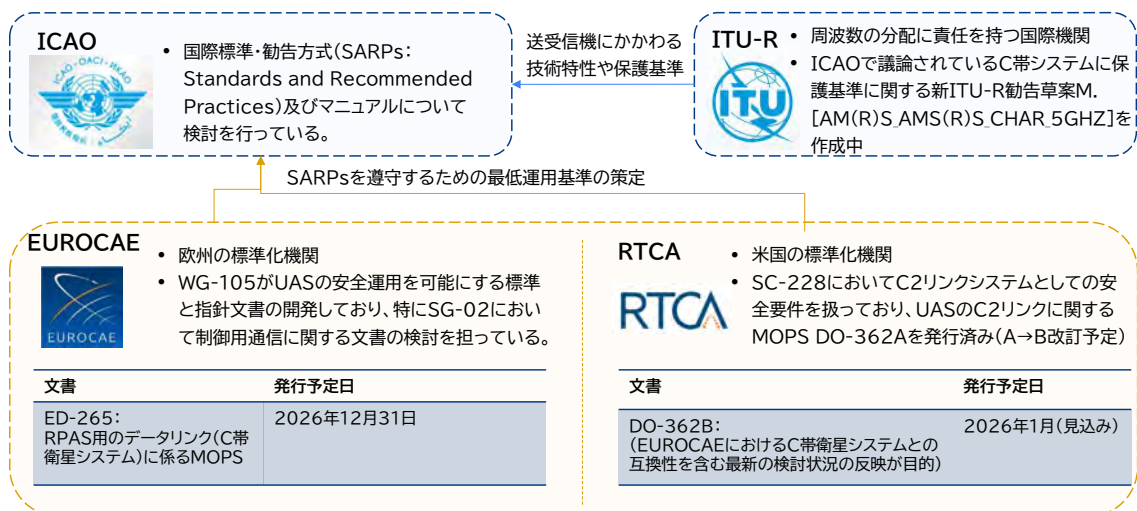 ICAO
ICAO・OACI・ИКАО
• 国際標準・勧告方式(SARPs:
Standards and Recommended
Practices)及びマニュアルについて
検討を行っている。
送受信機にかかわる
技術特性や保護基準
ITU-R
ITU
• 周波数の分配に責任を持つ国際機関
• ICAOで議論されているC帯システムに保
護基準に関する新ITU-R勧告草案M.
[AM(R)S_AMS(R)S_CHAR_5GHZ]を
作成中
SARPsを遵守するための最低運用基準の策定
EUROCAE
EUROCAE
• 欧州の標準化機関
• WG-105がUASの安全運用を可能にする標準
と指針文書の開発しており、特にSG-02におい
て制御用通信に関する文書の検討を担っている。
文書 発行予定日
ED-265: 2026年12月31日
RPAS用のデータリンク(C帯
衛星システム)に係るMOPS
RTCA
RTCA
• 米国の標準化機関
• SC-228においてC2リンクシステムとしての安
全要件を扱っており、UASのC2リンクに関する
MOPS DO-362Aを発行済み(A→B改訂予定)
文書 発行予定日
DO-362B: 2026年1月(見込み)
(EUROCAEにおけるC帯衛星システムとの
互換性を含む最新の検討状況の反映が目的)